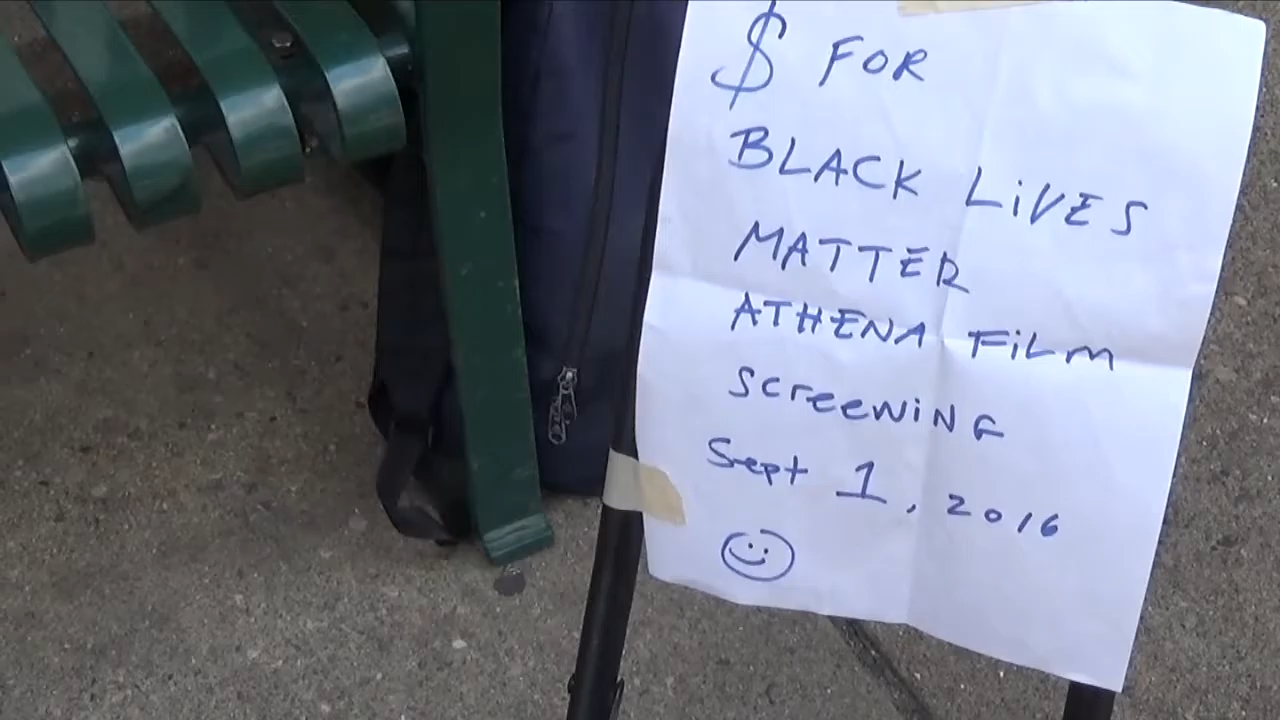 $ FOR
BLACK LiVES
MATTER
ATHENA FiLM
SCreeNiNG
Sept 1, 2016